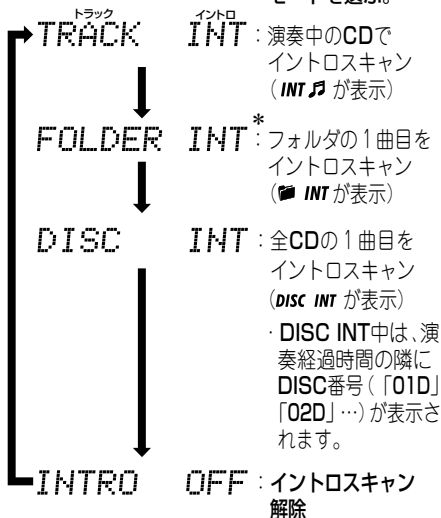 モードを選ぶ。
トラック イントロ
TRACK INT：演奏中のCDで
イントロスキャン
（INT♫が表示）
FOLDER INT*：フォルダの1曲目を
イントロスキャン
（INTが表示）
DISC INT：全CDの1曲目を
イントロスキャン
（DISC INTが表示）
・DISC INT中は、演
奏経過時間の隣に
DISC番号（「01D」
「02D」…）が表示さ
れます。
INTRO OFF：イントロスキャン
解除